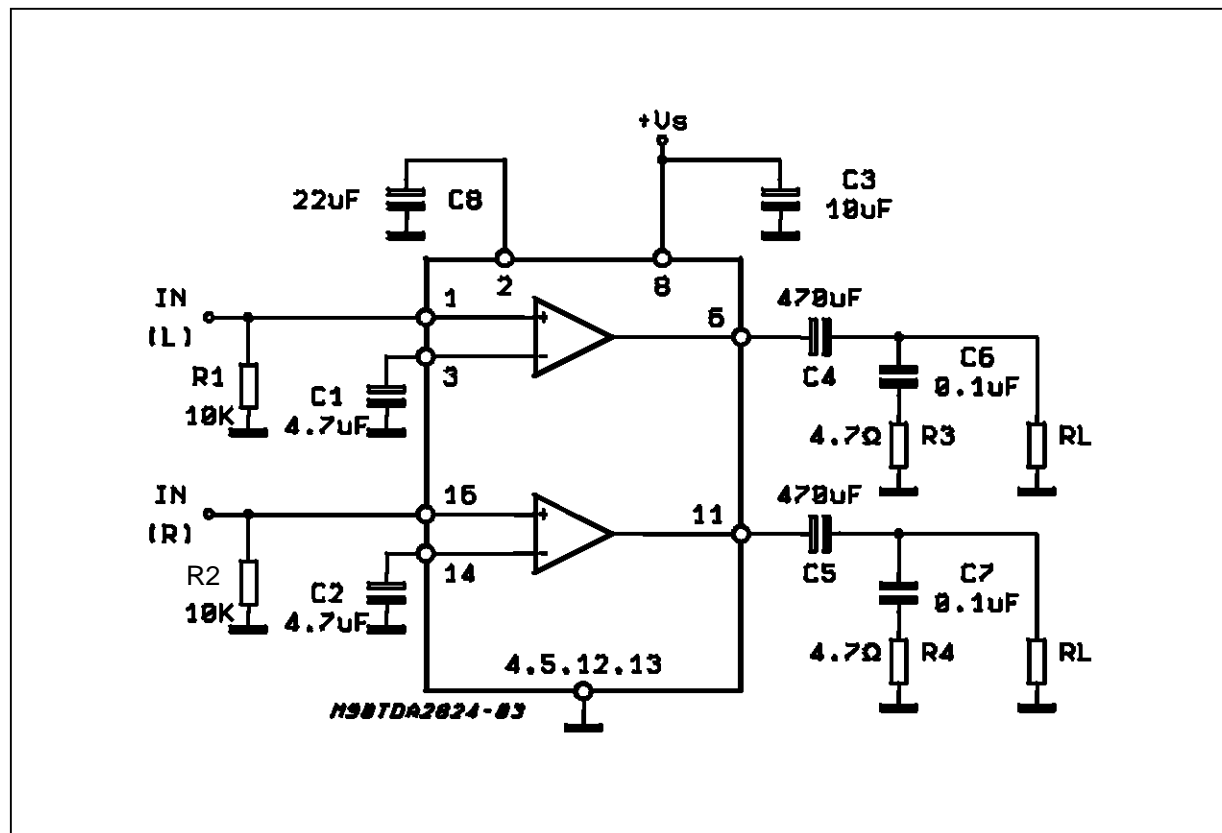 +Vs
22uF
C8
C3
10uF
2
8
IN
(L)
1
3
R1
10K
C1
4.7uF
+
-
6
470uF
C4
C6
0.1uF
4.7Ω
R3
RL
IN
(R)
16
14
R2
10K
C2
4.7uF
+
-
11
470uF
C5
C7
0.1uF
4.7Ω
R4
RL
4.5.12.13
M90TDA2824-03